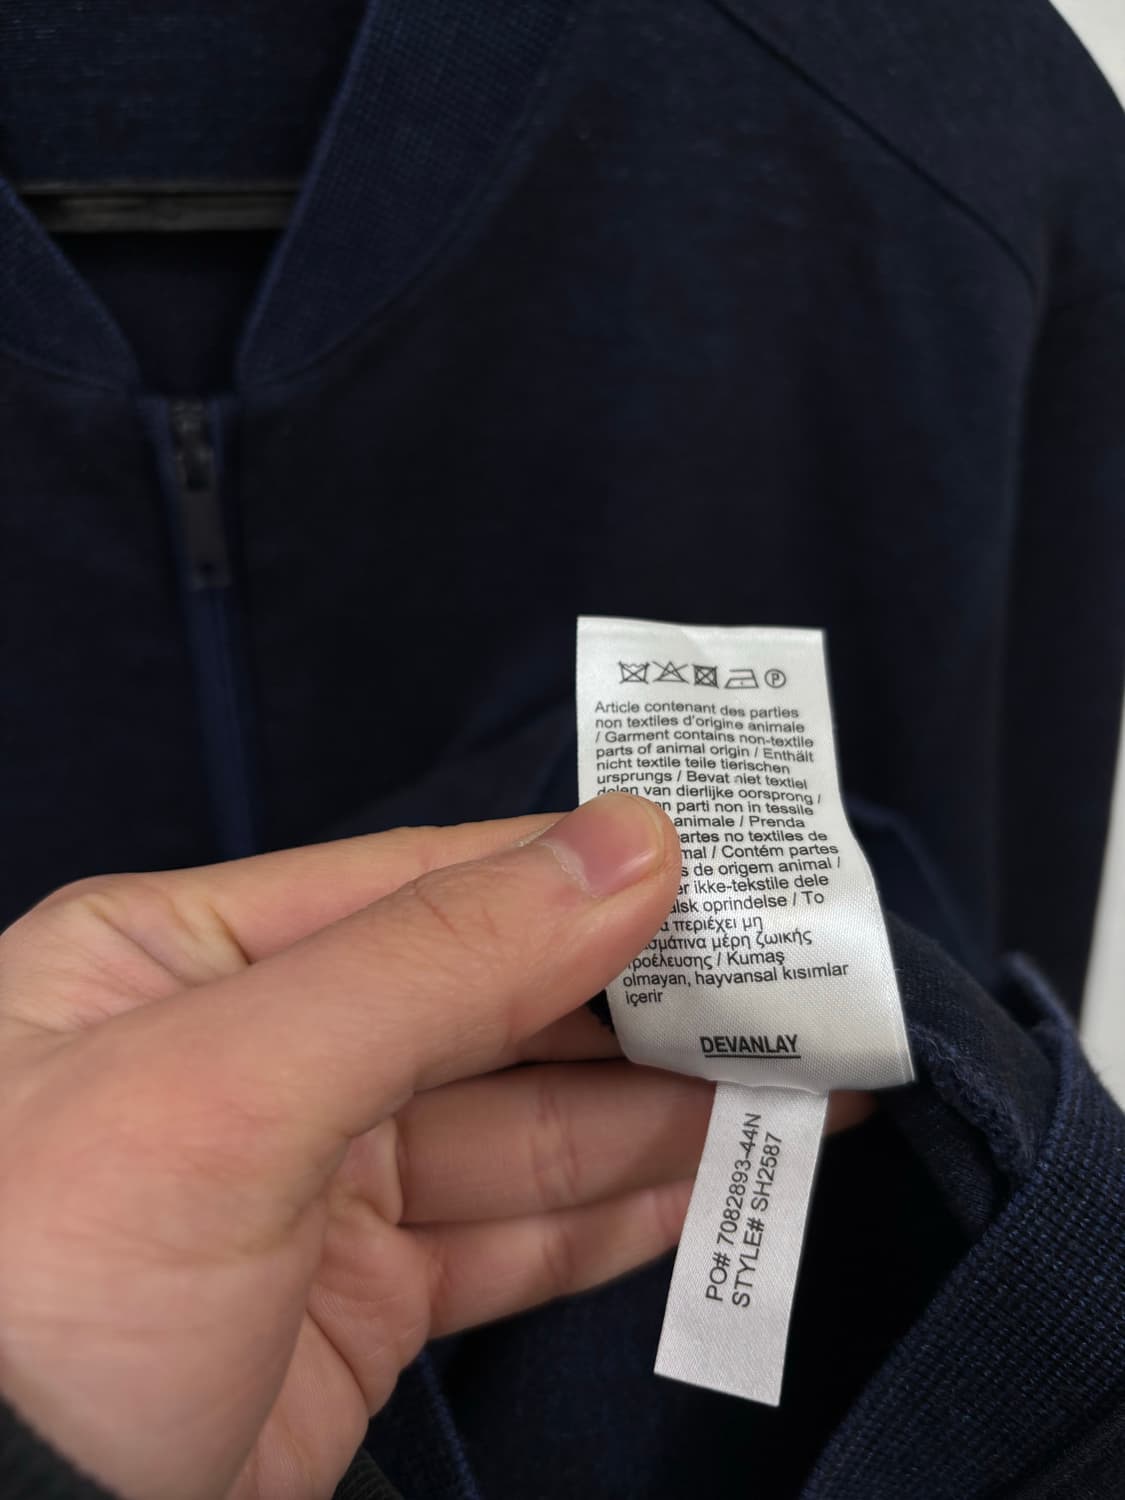 P
Article contenant des parties
non textiles d'origine animale
/ Garment contains non-textile
parts of animal origin / Enthält
nicht textile teile tierischen
ursprungs / Bevat niet textiel
delen van dierlijke oorsprong /
parti non in tessile
animale / Prenda
no textiles de
/ Contém partes
de origem animal /
ikke-tekstile dele
oprindelse / To
περιέχει μη
μέρη ζωικής
/ Kumaş
olmayan, hayvansal kısımlar
içerir
DEVANLAY
PO# 7082893-44N
STYLE# SH2587